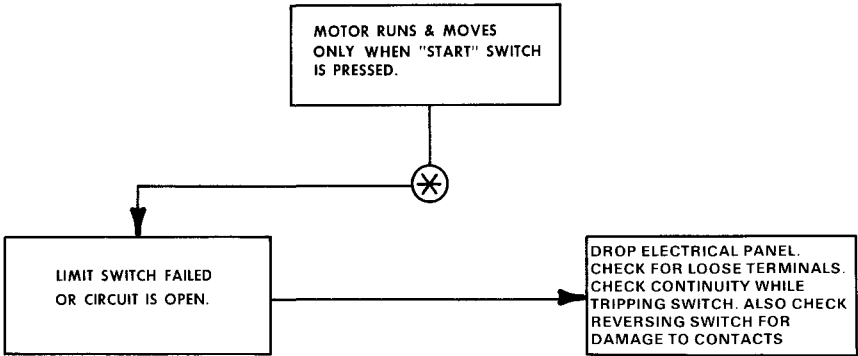 MOTOR RUNS & MOVES
ONLY WHEN "START" SWITCH
IS PRESSED.
LIMIT SWITCH FAILED
OR CIRCUIT IS OPEN.
DROP ELECTRICAL PANEL.
CHECK FOR LOOSE TERMINALS.
CHECK CONTINUITY WHILE
TRIPPING SWITCH. ALSO CHECK
REVERSING SWITCH FOR
DAMAGE TO CONTACTS